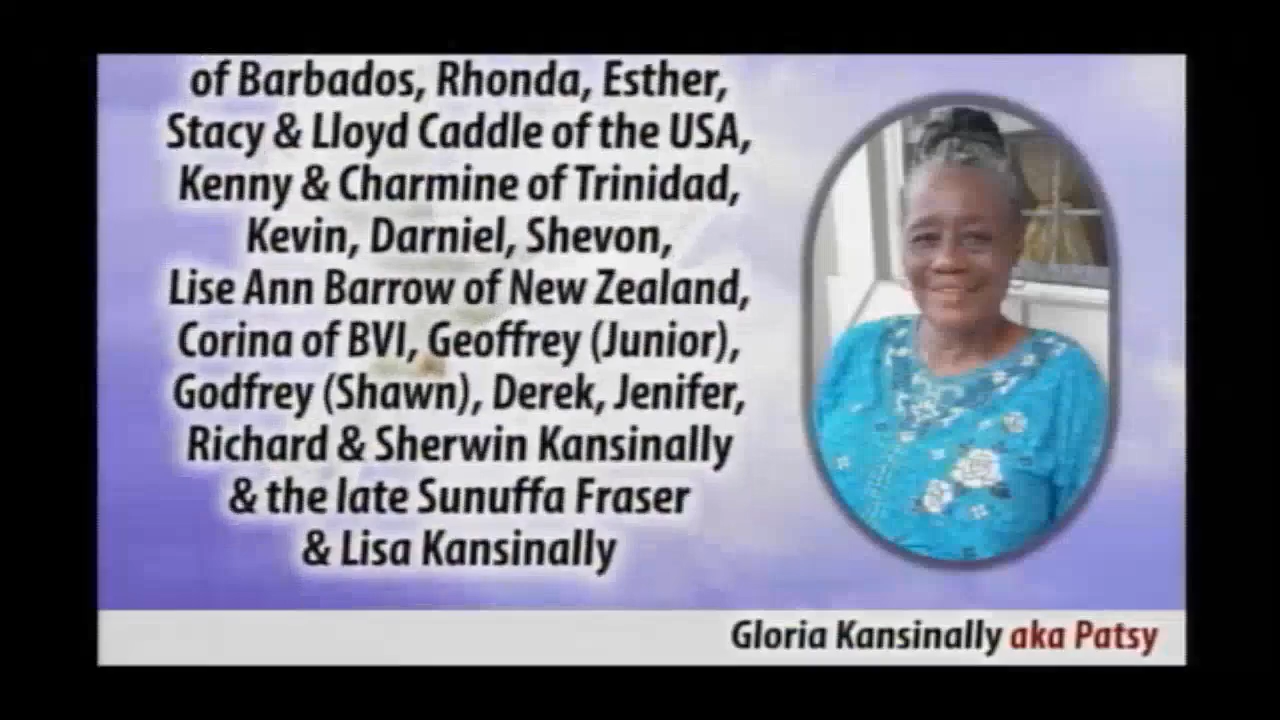 of Barbados, Rhonda, Esther,
Stacy & Lloyd Caddle of the USA,
Kenny & Charmine of Trinidad,
Kevin, Darniel, Shevon,
Lise Ann Barrow of New Zealand,
Corina of BVI, Geoffrey (Junior),
Godfrey (Shawn), Derek, Jenifer,
Richard & Sherwin Kansinally
& the late Sunuffa Fraser
& Lisa Kansinally
Gloria Kansinally aka Patsy